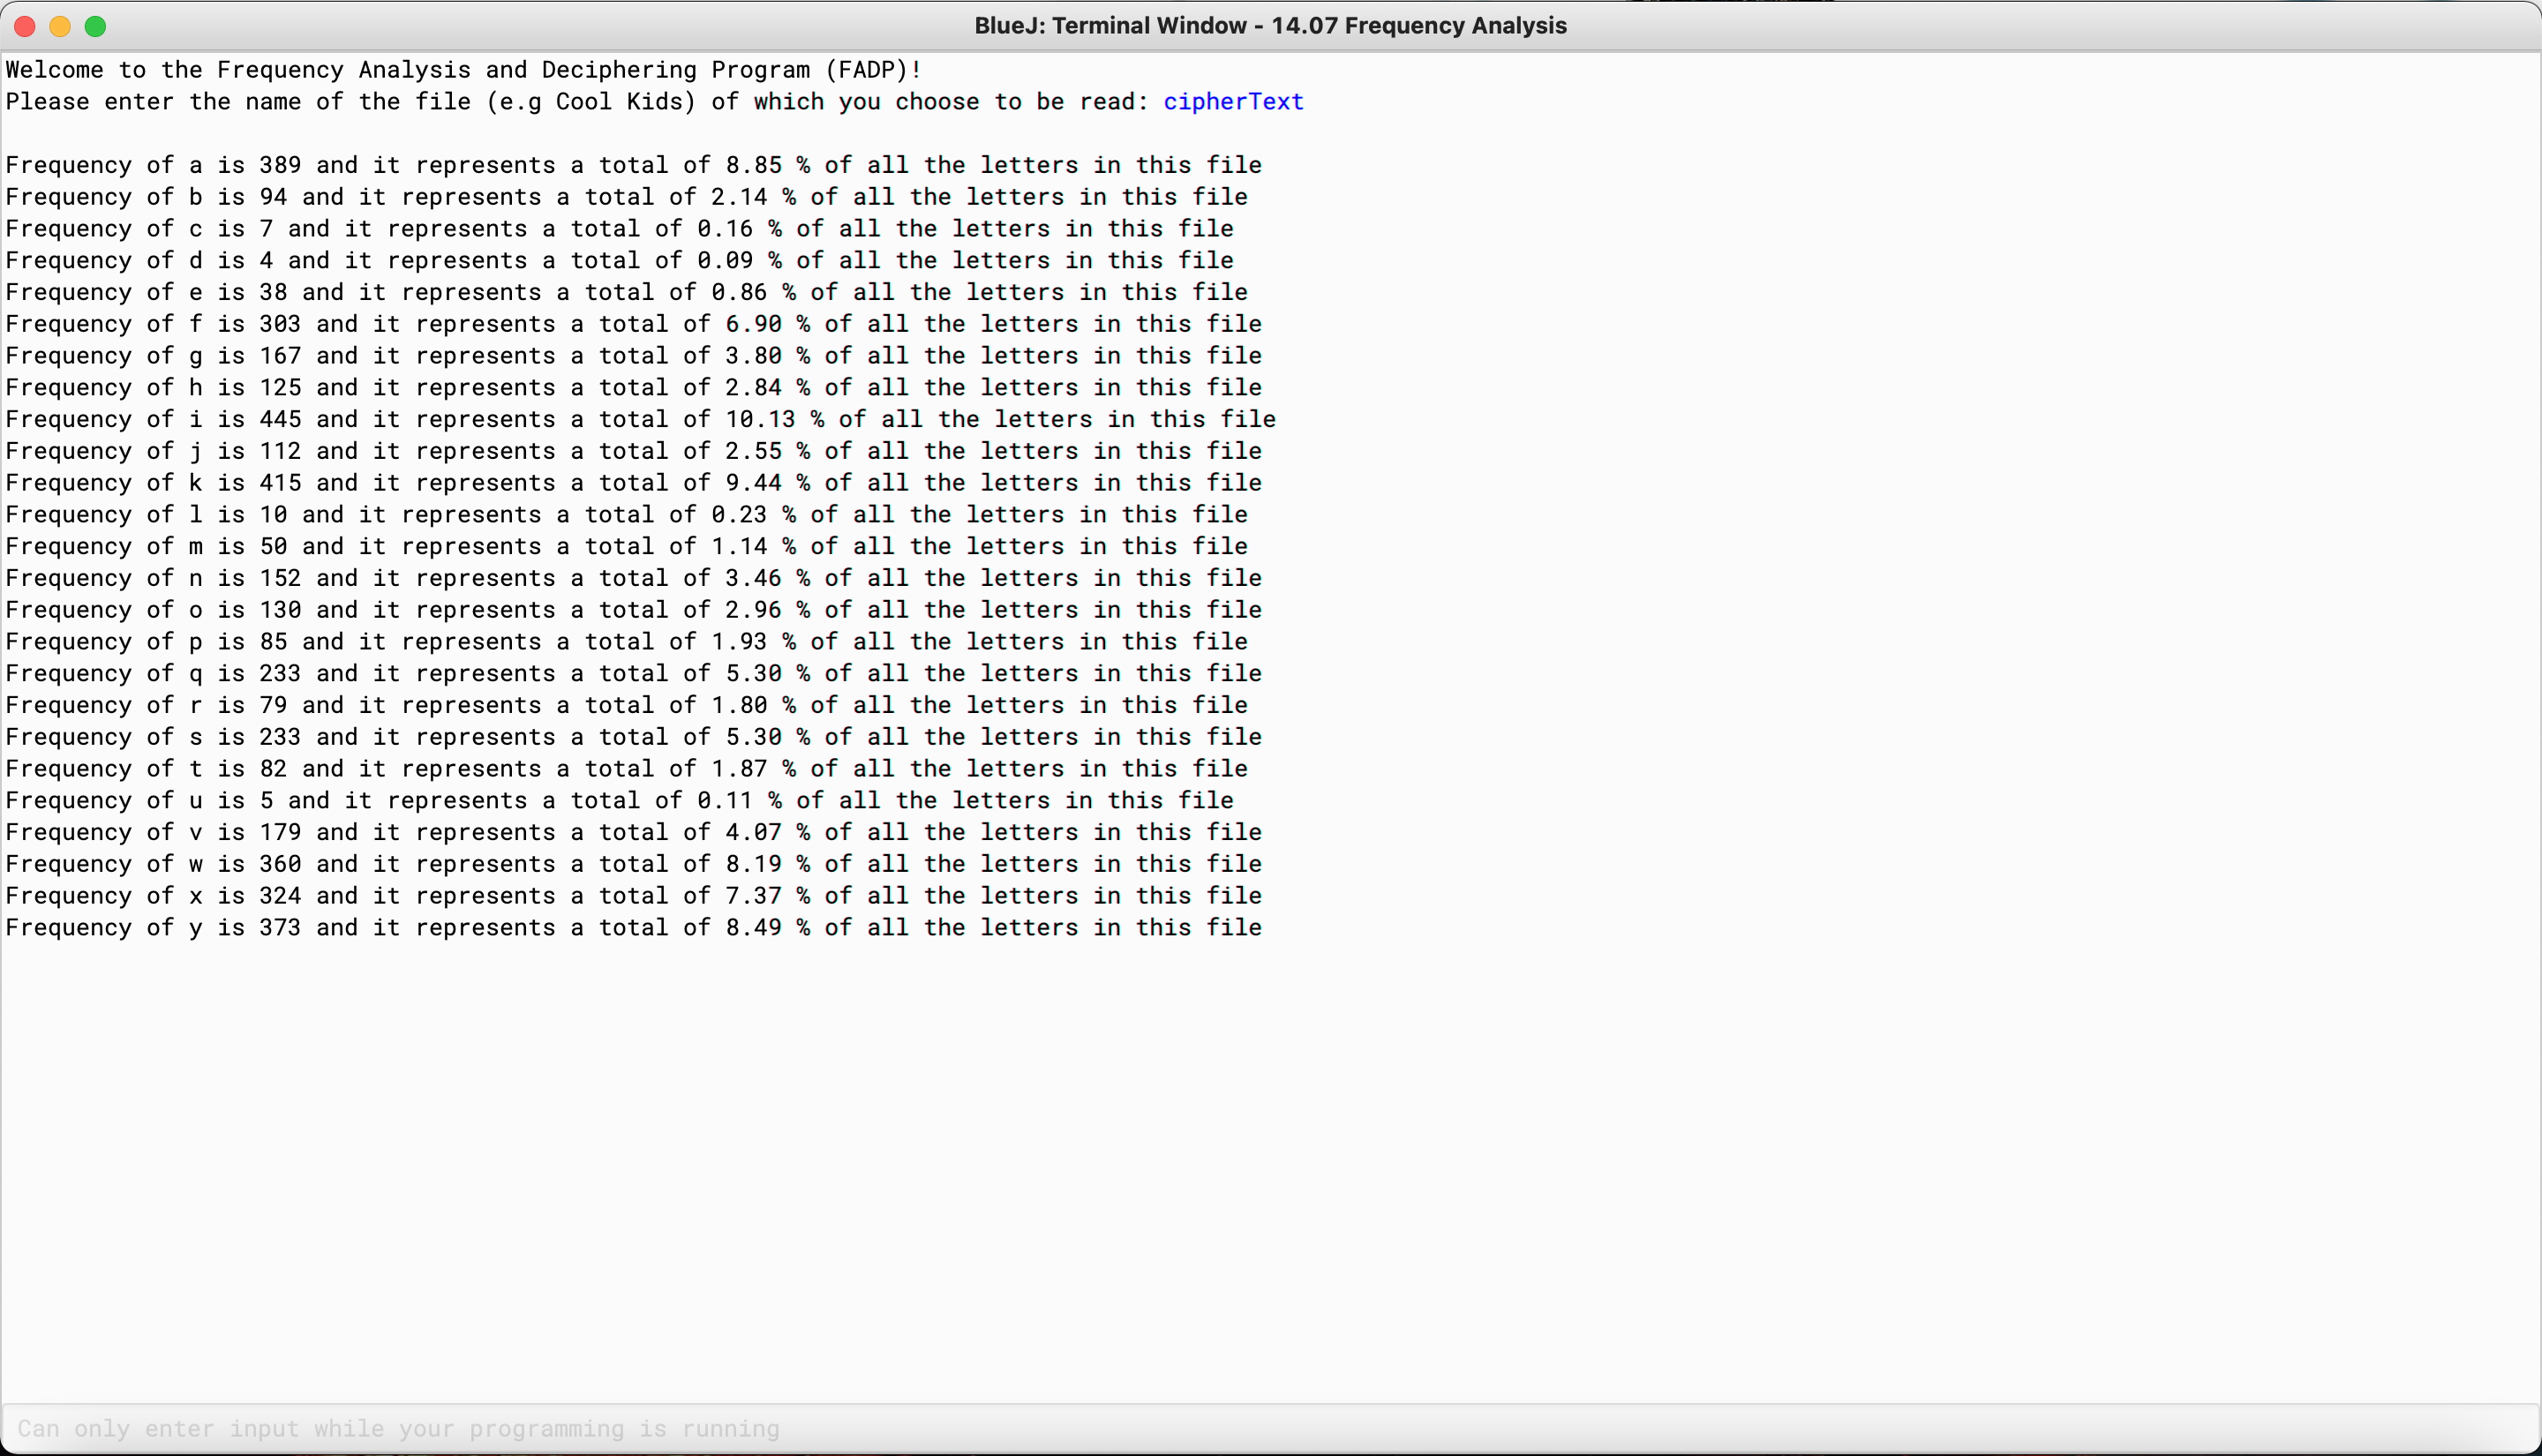 BlueJ: Terminal Window - 14.07 Frequency Analysis
Welcome to the Frequency Analysis and Deciphering Program (FADP)!
Please enter the name of the file (e.g Cool Kids) of which you choose to be read: cipherText
Frequency of a is 389 and it represents a total of 8.85 % of all the letters in this file
Frequency of b is 94 and it represents a total of 2.14 % of all the letters in this file
Frequency of c is 7 and it represents a total of 0.16 % of all the letters in this file
Frequency of d is 4 and it represents a total of 0.09 % of all the letters in this file
Frequency of e is 38 and it represents a total of 0.86 % of all the letters in this file
Frequency of f is 303 and it represents a total of 6.90 % of all the letters in this file
Frequency of g is 167 and it represents a total of 3.80 % of all the letters in this file
Frequency of h is 125 and it represents a total of 2.84 % of all the letters in this file
Frequency of i is 445 and it represents a total of 10.13 % of all the letters in this file
Frequency of j is 112 and it represents a total of 2.55 % of all the letters in this file
Frequency of k is 415 and it represents a total of 9.44 % of all the letters in this file
Frequency of l is 10 and it represents a total of 0.23 % of all the letters in this file
Frequency of m is 50 and it represents a total of 1.14 % of all the letters in this file
Frequency of n is 152 and it represents a total of 3.46 % of all the letters in this file
Frequency of o is 130 and it represents a total of 2.96 % of all the letters in this file
Frequency of p is 85 and it represents a total of 1.93 % of all the letters in this file
Frequency of q is 233 and it represents a total of 5.30 % of all the letters in this file
Frequency of r is 79 and it represents a total of 1.80 % of all the letters in this file
Frequency of s is 233 and it represents a total of 5.30 % of all the letters in this file
Frequency of t is 82 and it represents a total of 1.87 % of all the letters in this file
Frequency of u is 5 and it represents a total of 0.11 % of all the letters in this file
Frequency of v is 179 and it represents a total of 4.07 % of all the letters in this file
Frequency of w is 360 and it represents a total of 8.19 % of all the letters in this file
Frequency of x is 324 and it represents a total of 7.37 % of all the letters in this file
Frequency of y is 373 and it represents a total of 8.49 % of all the letters in this file
Can only enter input while your programming is running